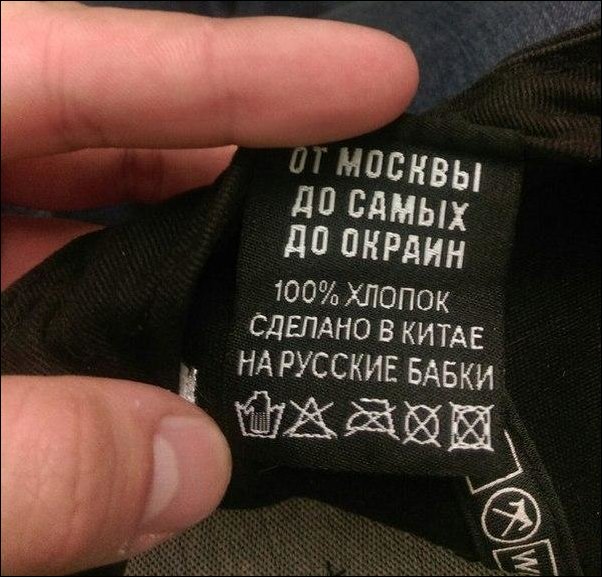 ОТ МОСКВЫ
ДО САМЫХ
ДО ОКРАИН
100% ХЛОПОК
СДЕЛАНО В КИТАЕ
НА РУССКИЕ БАБКИ